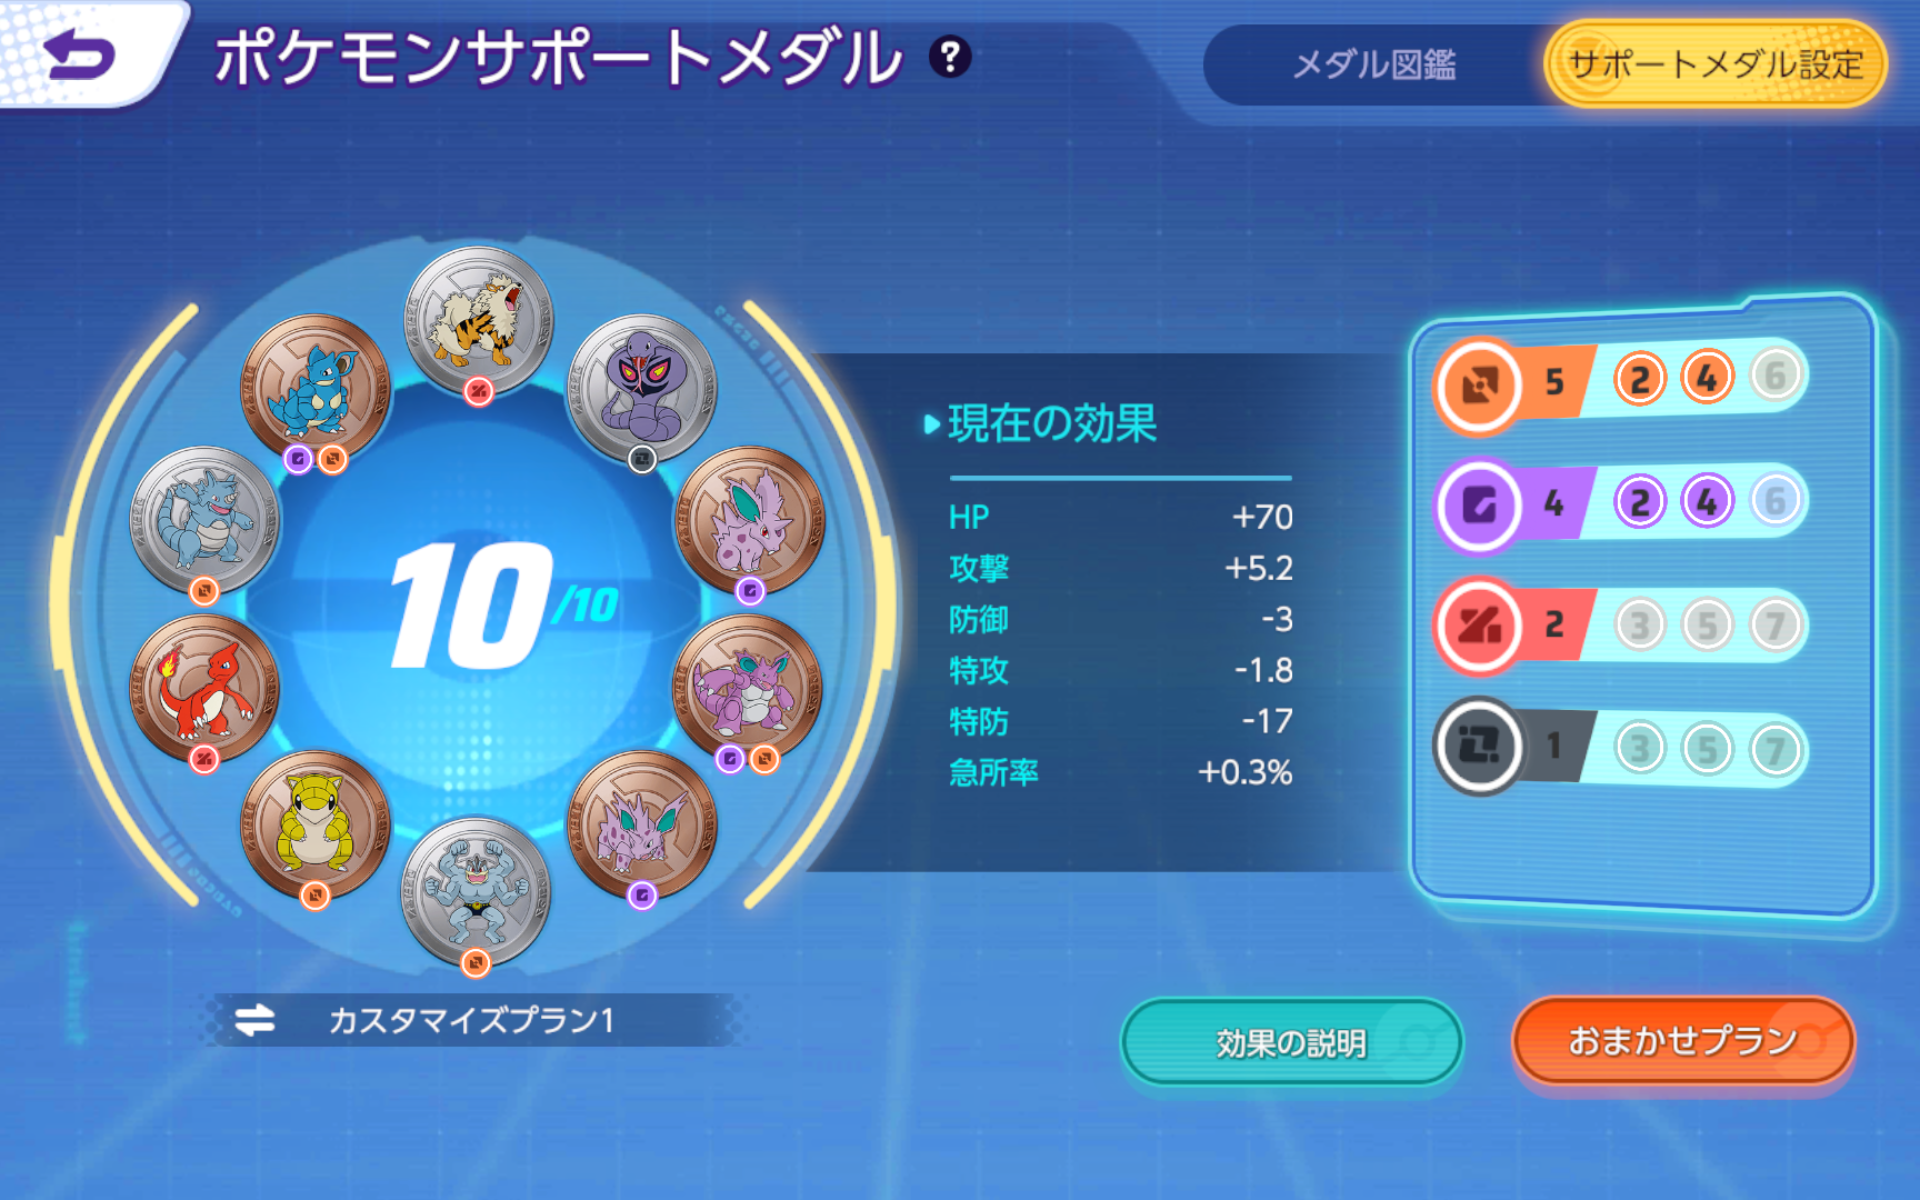 ポケモンサポートメダル ?
メダル図鑑
サポートメダル設定
10/10
カスタマイズプラン1
現在の効果
HP +70
攻撃 +5.2
防御 -3
特攻 -1.8
特防 -17
急所率 +0.3%
5 2 4 6
4 2 4 6
2 3 5 7
1 3 5 7
効果の説明
おまかせプラン